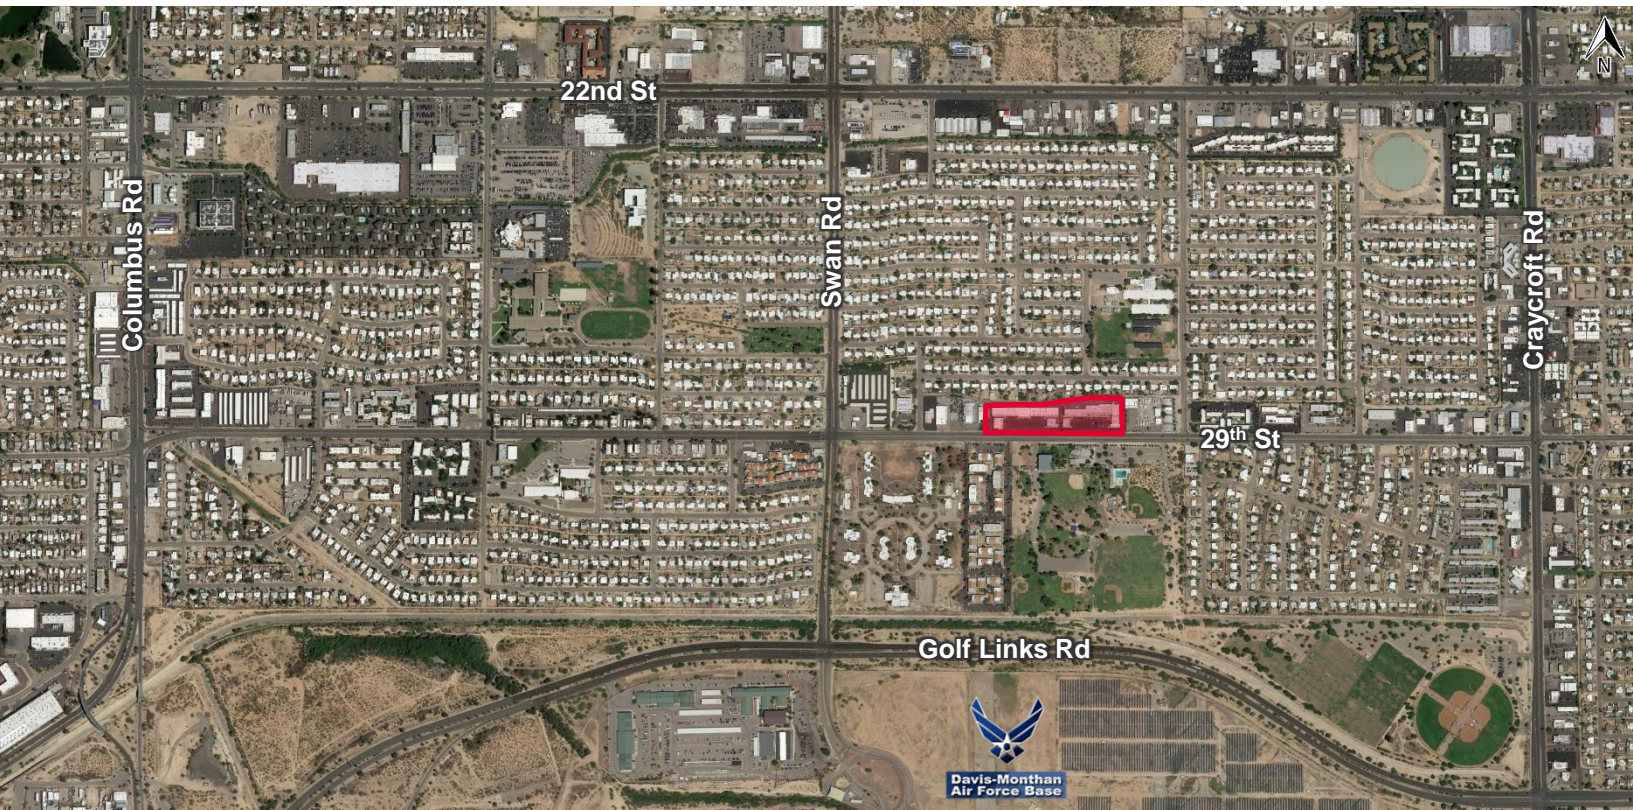 N
22nd St
Columbus Rd
Swan Rd
Craycroft Rd
29th St
Golf Links Rd
Davis-Monthan
Air Force Base